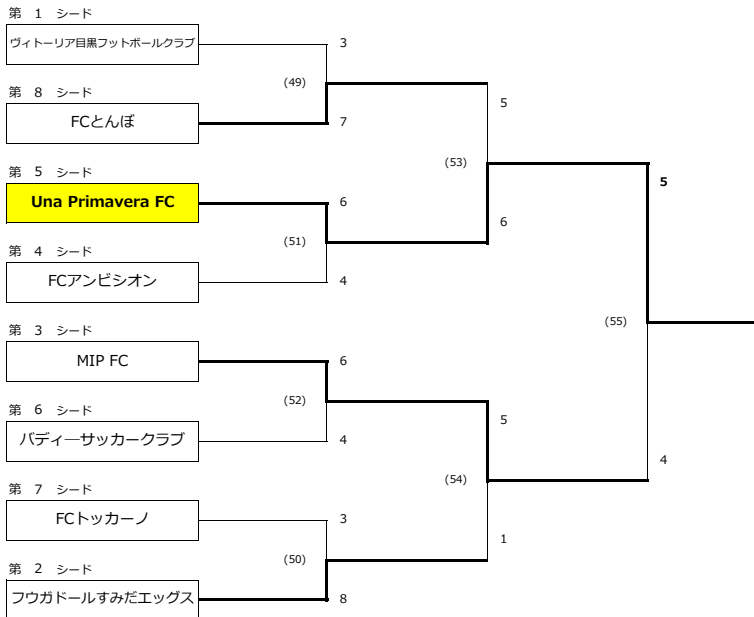 第 1 シード
ヴィトーリア目黒フットボールクラブ
3
(49)
第 8 シード
5
FCとんぼ
7
(53)
第 5 シード
5
Una Primavera FC
6
6
(51)
第 4 シード
FCアンビシオン
4
(55)
第 3 シード
MIP FC
6
(52)
第 6 シード
5
バディーサッカークラブ
4
4
(54)
第 7 シード
FCトッカーノ
3
1
(50)
第 2 シード
フウガドールすみだエッグス
8